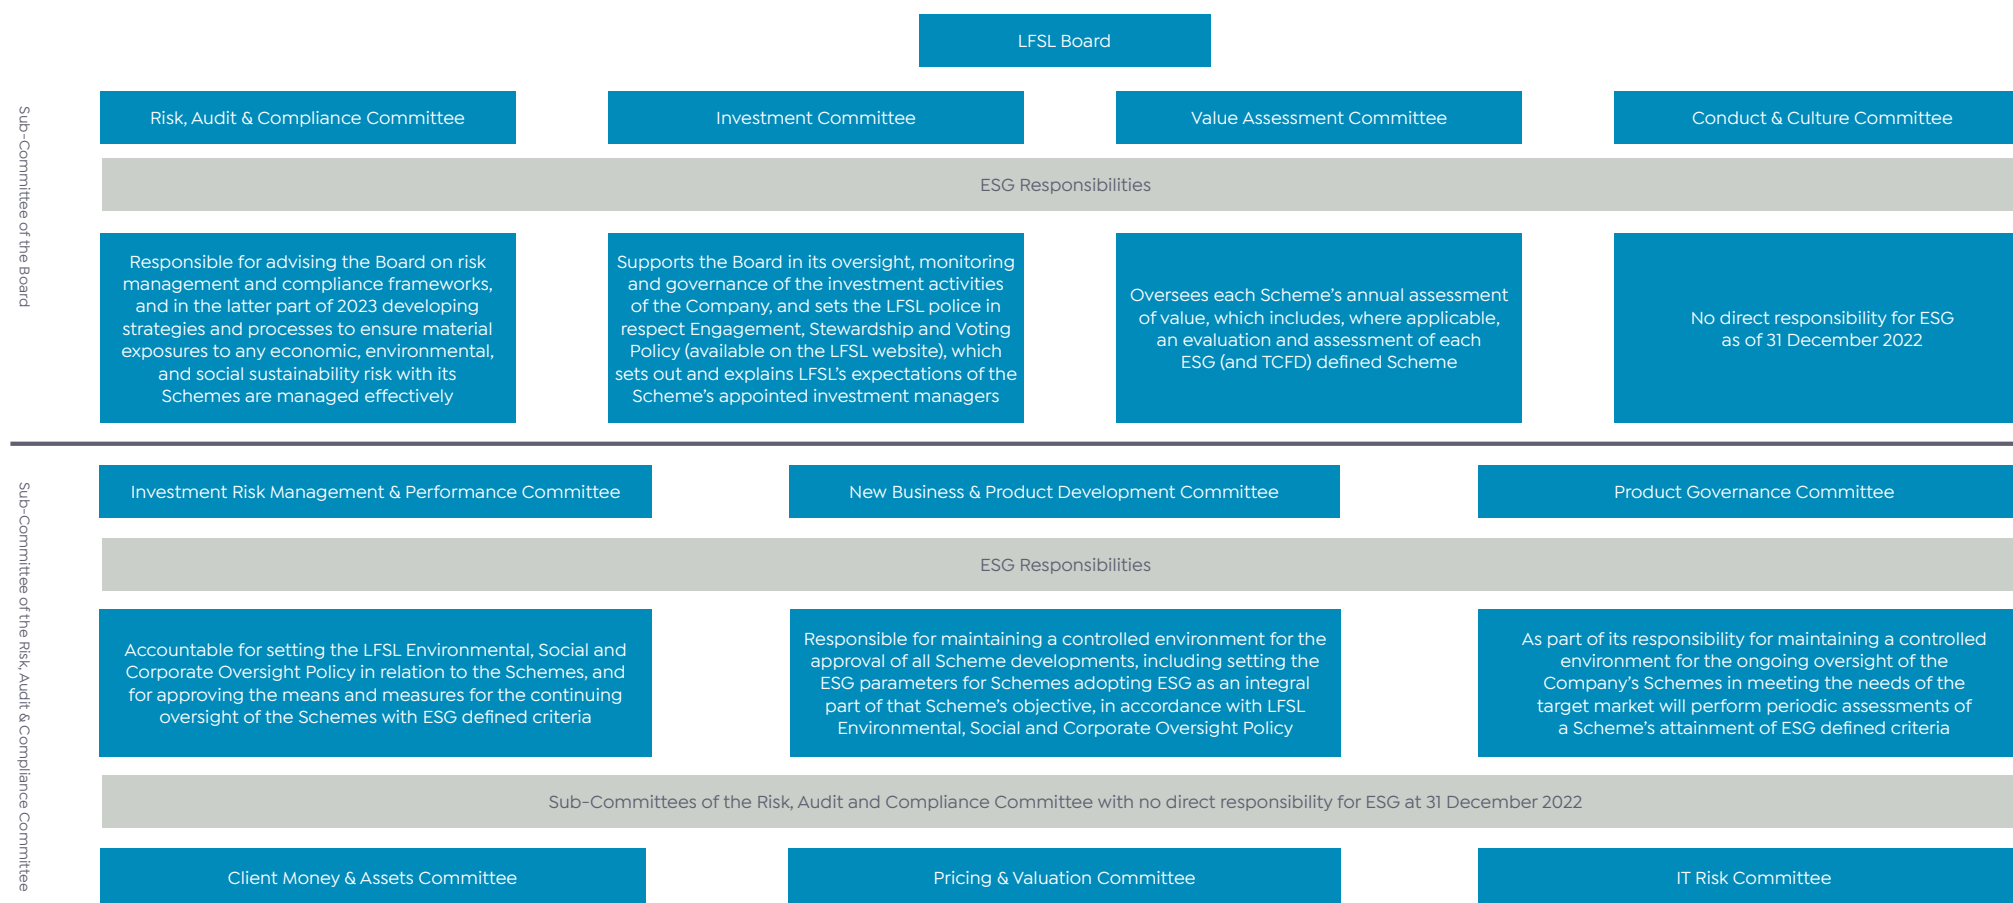 LFSL Board
Sub-Committee of the Board
Risk, Audit & Compliance Committee
Investment Committee
Value Assessment Committee
Conduct & Culture Committee
ESG Responsibilities
Responsible for advising the Board on risk
management and compliance frameworks,
and in the latter part of 2023 developing
strategies and processes to ensure material
exposures to any economic, environmental,
and social sustainability risk with its
Schemes are managed effectively
Supports the Board in its oversight, monitoring
and governance of the investment activities
of the Company, and sets the LFSL police in
respect Engagement, Stewardship and Voting
Policy (available on the LFSL website), which
sets out and explains LFSL's expectations of the
Scheme's appointed investment managers
Oversees each Scheme's annual assessment
of value, which includes, where applicable,
an evaluation and assessment of each
ESG (and TCFD) defined Scheme
No direct responsibility for ESG
as of 31 December 2022
Sub-Committee of the Risk, Audit & Compliance Committee
Investment Risk Management & Performance Committee
New Business & Product Development Committee
Product Governance Committee
ESG Responsibilities
Accountable for setting the LFSL Environmental, Social and
Corporate Oversight Policy in relation to the Schemes, and
for approving the means and measures for the continuing
oversight of the Schemes with ESG defined criteria
Responsible for maintaining a controlled environment for the
approval of all Scheme developments, including setting the
ESG parameters for Schemes adopting ESG as an integral
part of that Scheme's objective, in accordance with LFSL
Environmental, Social and Corporate Oversight Policy
As part of its responsibility for maintaining a controlled
environment for the ongoing oversight of the
Company's Schemes in meeting the needs of the
target market will perform periodic assessments of
a Scheme's attainment of ESG defined criteria
Sub-Committees of the Risk, Audit and Compliance Committee with no direct responsibility for ESG at 31 December 2022
Client Money & Assets Committee
Pricing & Valuation Committee
IT Risk Committee